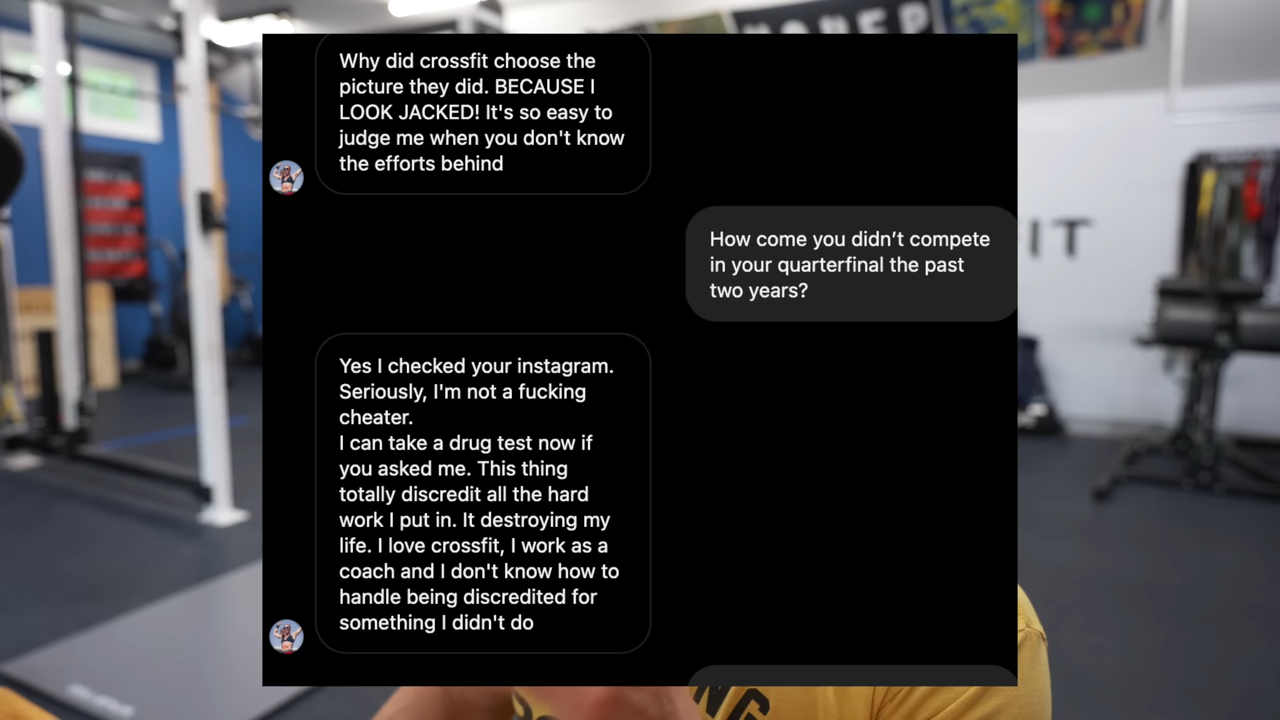 Why did crossfit choose the
picture they did. BECAUSE I
LOOK JACKED! It's so easy to
judge me when you don't know
the efforts behind
How come you didn’t compete
in your quarterfinal the past
two years?
Yes I checked your instagram.
Seriously, I'm not a fucking
cheater.
I can take a drug test now if
you asked me. This thing
totally discredit all the hard
work I put in. It destroying my
life. I love crossfit, I work as a
coach and I don't know how to
handle being discredited for
something I didn't do